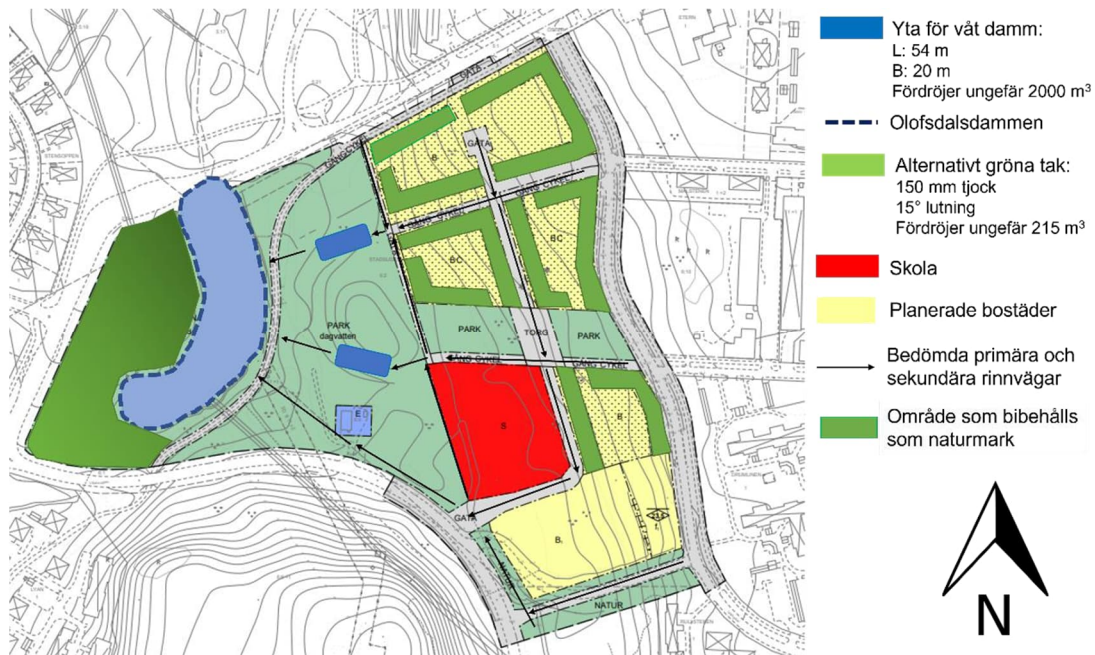 Yta för våt damm:
L: 54 m
B: 20 m
Fördröjer ungefär 2000 m³
Olofsdalsdammen
Alternativt gröna tak:
150 mm tjock
15° lutning
Fördröjer ungefär 215 m³
Skola
Planerade bostäder
Bedömda primära och
sekundära rinnvägar
Område som bibehålls
som naturmark
N
GATA
B
GATA
BC
BC
PARK
dagvatten
PARK
TORG
PARK
E
S
B
GATA
B
NATUR